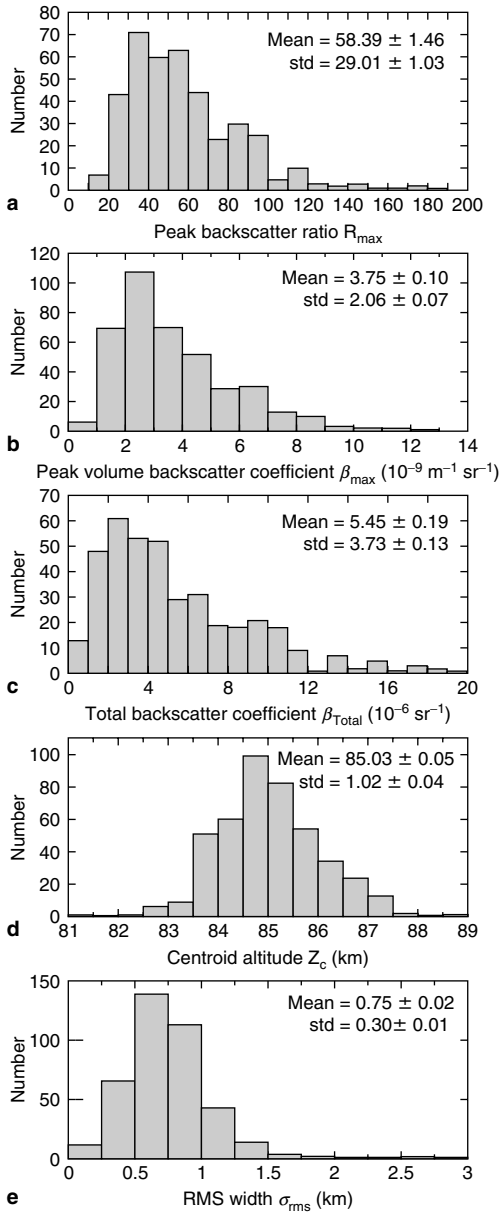 80
70
60
50
40
30
20
10
0
Number
Mean = 58.39 ± 1.46
std = 29.01 ± 1.03
0 20 40 60 80 100 120 140 160 180 200
a
Peak backscatter ratio Rmax
120
100
80
60
40
20
0
Number
Mean = 3.75 ± 0.10
std = 2.06 ± 0.07
0 2 4 6 8 10 12 14
b
Peak volume backscatter coefficient βmax (10⁻⁹ m⁻¹ sr⁻¹)
70
60
50
40
30
20
10
0
Number
Mean = 5.45 ± 0.19
std = 3.73 ± 0.13
0 4 8 12 16 20
c
Total backscatter coefficient βTotal (10⁻⁶ sr⁻¹)
100
80
60
40
20
0
Number
Mean = 85.03 ± 0.05
std = 1.02 ± 0.04
81 82 83 84 85 86 87 88 89
d
Centroid altitude Zc (km)
150
100
50
0
Number
Mean = 0.75 ± 0.02
std = 0.30± 0.01
0 0.5 1 1.5 2 2.5 3
e
RMS width σrms (km)